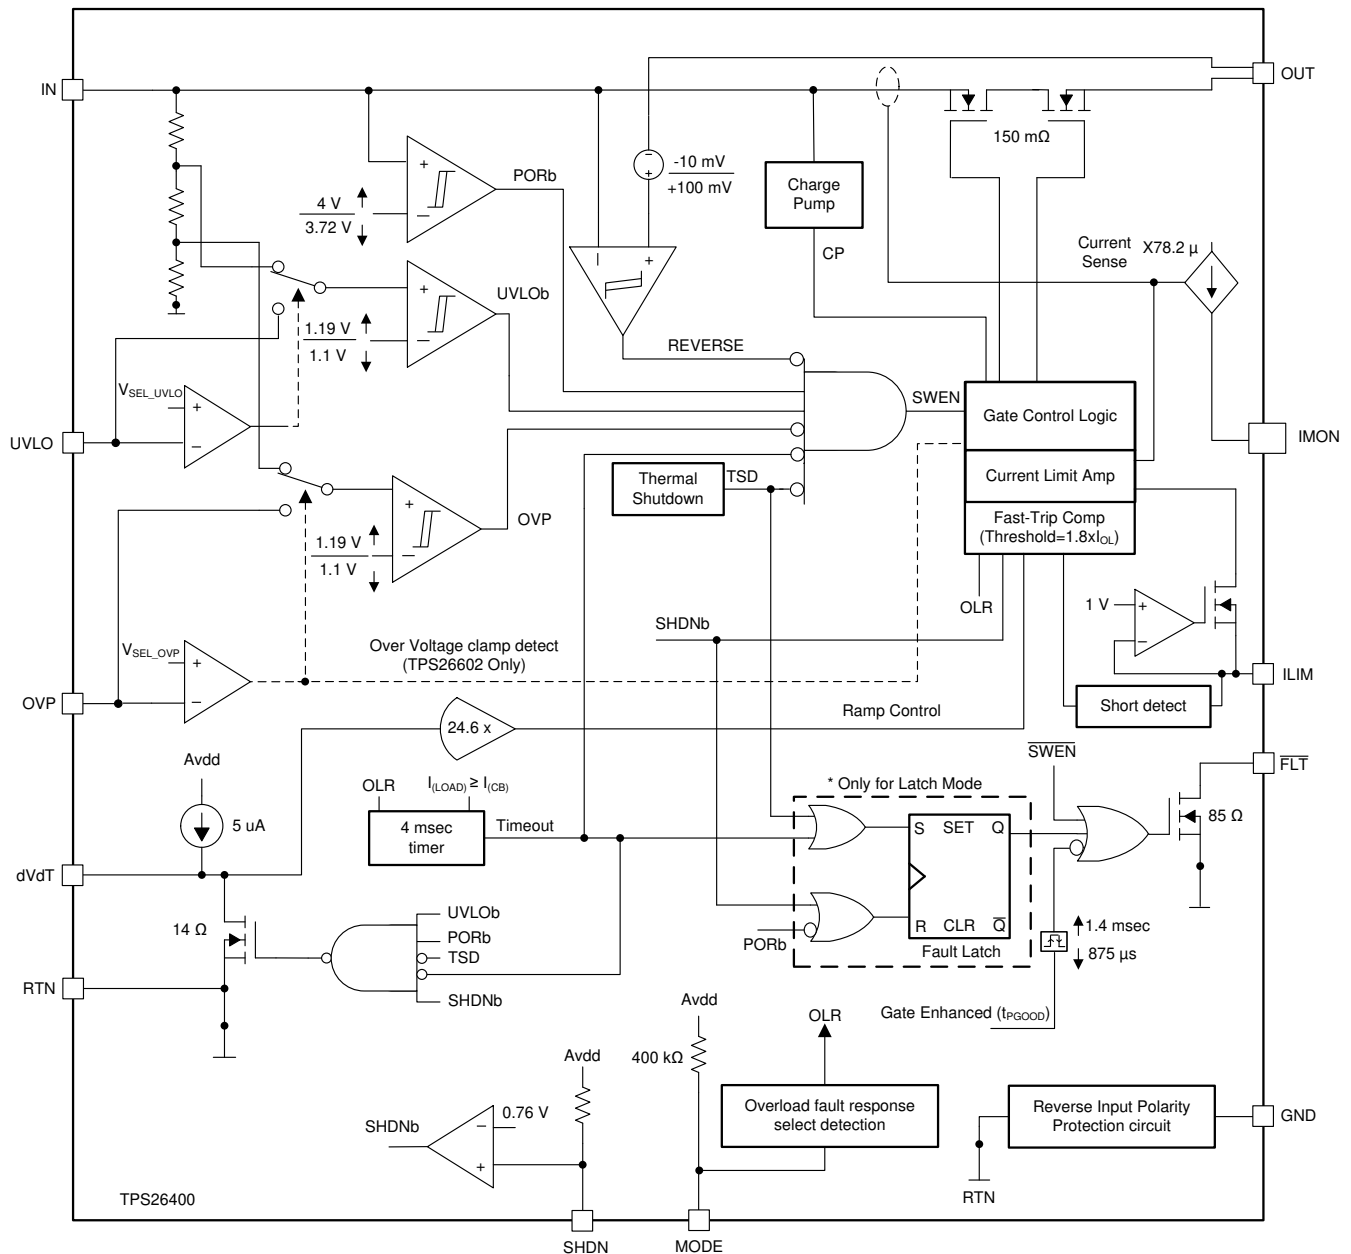 OUT
IN
150 mΩ
-10 mV
+100 mV
PORb
Charge
Pump
4 V
3.72 V
CP
Current
Sense
X78.2 µ
UVLOb
1.19 V
1.1 V
REVERSE
VSEL_UVLO
SWEN
Gate Control Logic
UVLO
IMON
Thermal
Shutdown
TSD
Current Limit Amp
OVP
Fast-Trip Comp
(Threshold=1.8xIOL)
1.19 V
1.1 V
OLR
1 V
SHDNb
VSEL_OVP
Over Voltage clamp detect
(TPS26602 Only)
ILIM
OVP
24.6 x
Ramp Control
Short detect
SWEN
FLT
Avdd
OLR
I(LOAD) ≥ I(CB)
* Only for Latch Mode
5 uA
4 msec
timer
Timeout
S SET Q
85 Ω
dVdT
UVLOb
14 Ω
PORb
TSD
SHDNb
PORb
R CLR Q
Fault Latch
1.4 msec
875 µs
RTN
Avdd
OLR
Gate Enhanced (tPGOOD)
400 kΩ
Avdd
0.76 V
SHDNb
Overload fault response
select detection
Reverse Input Polarity
Protection circuit
GND
RTN
TPS26400
SHDN
MODE